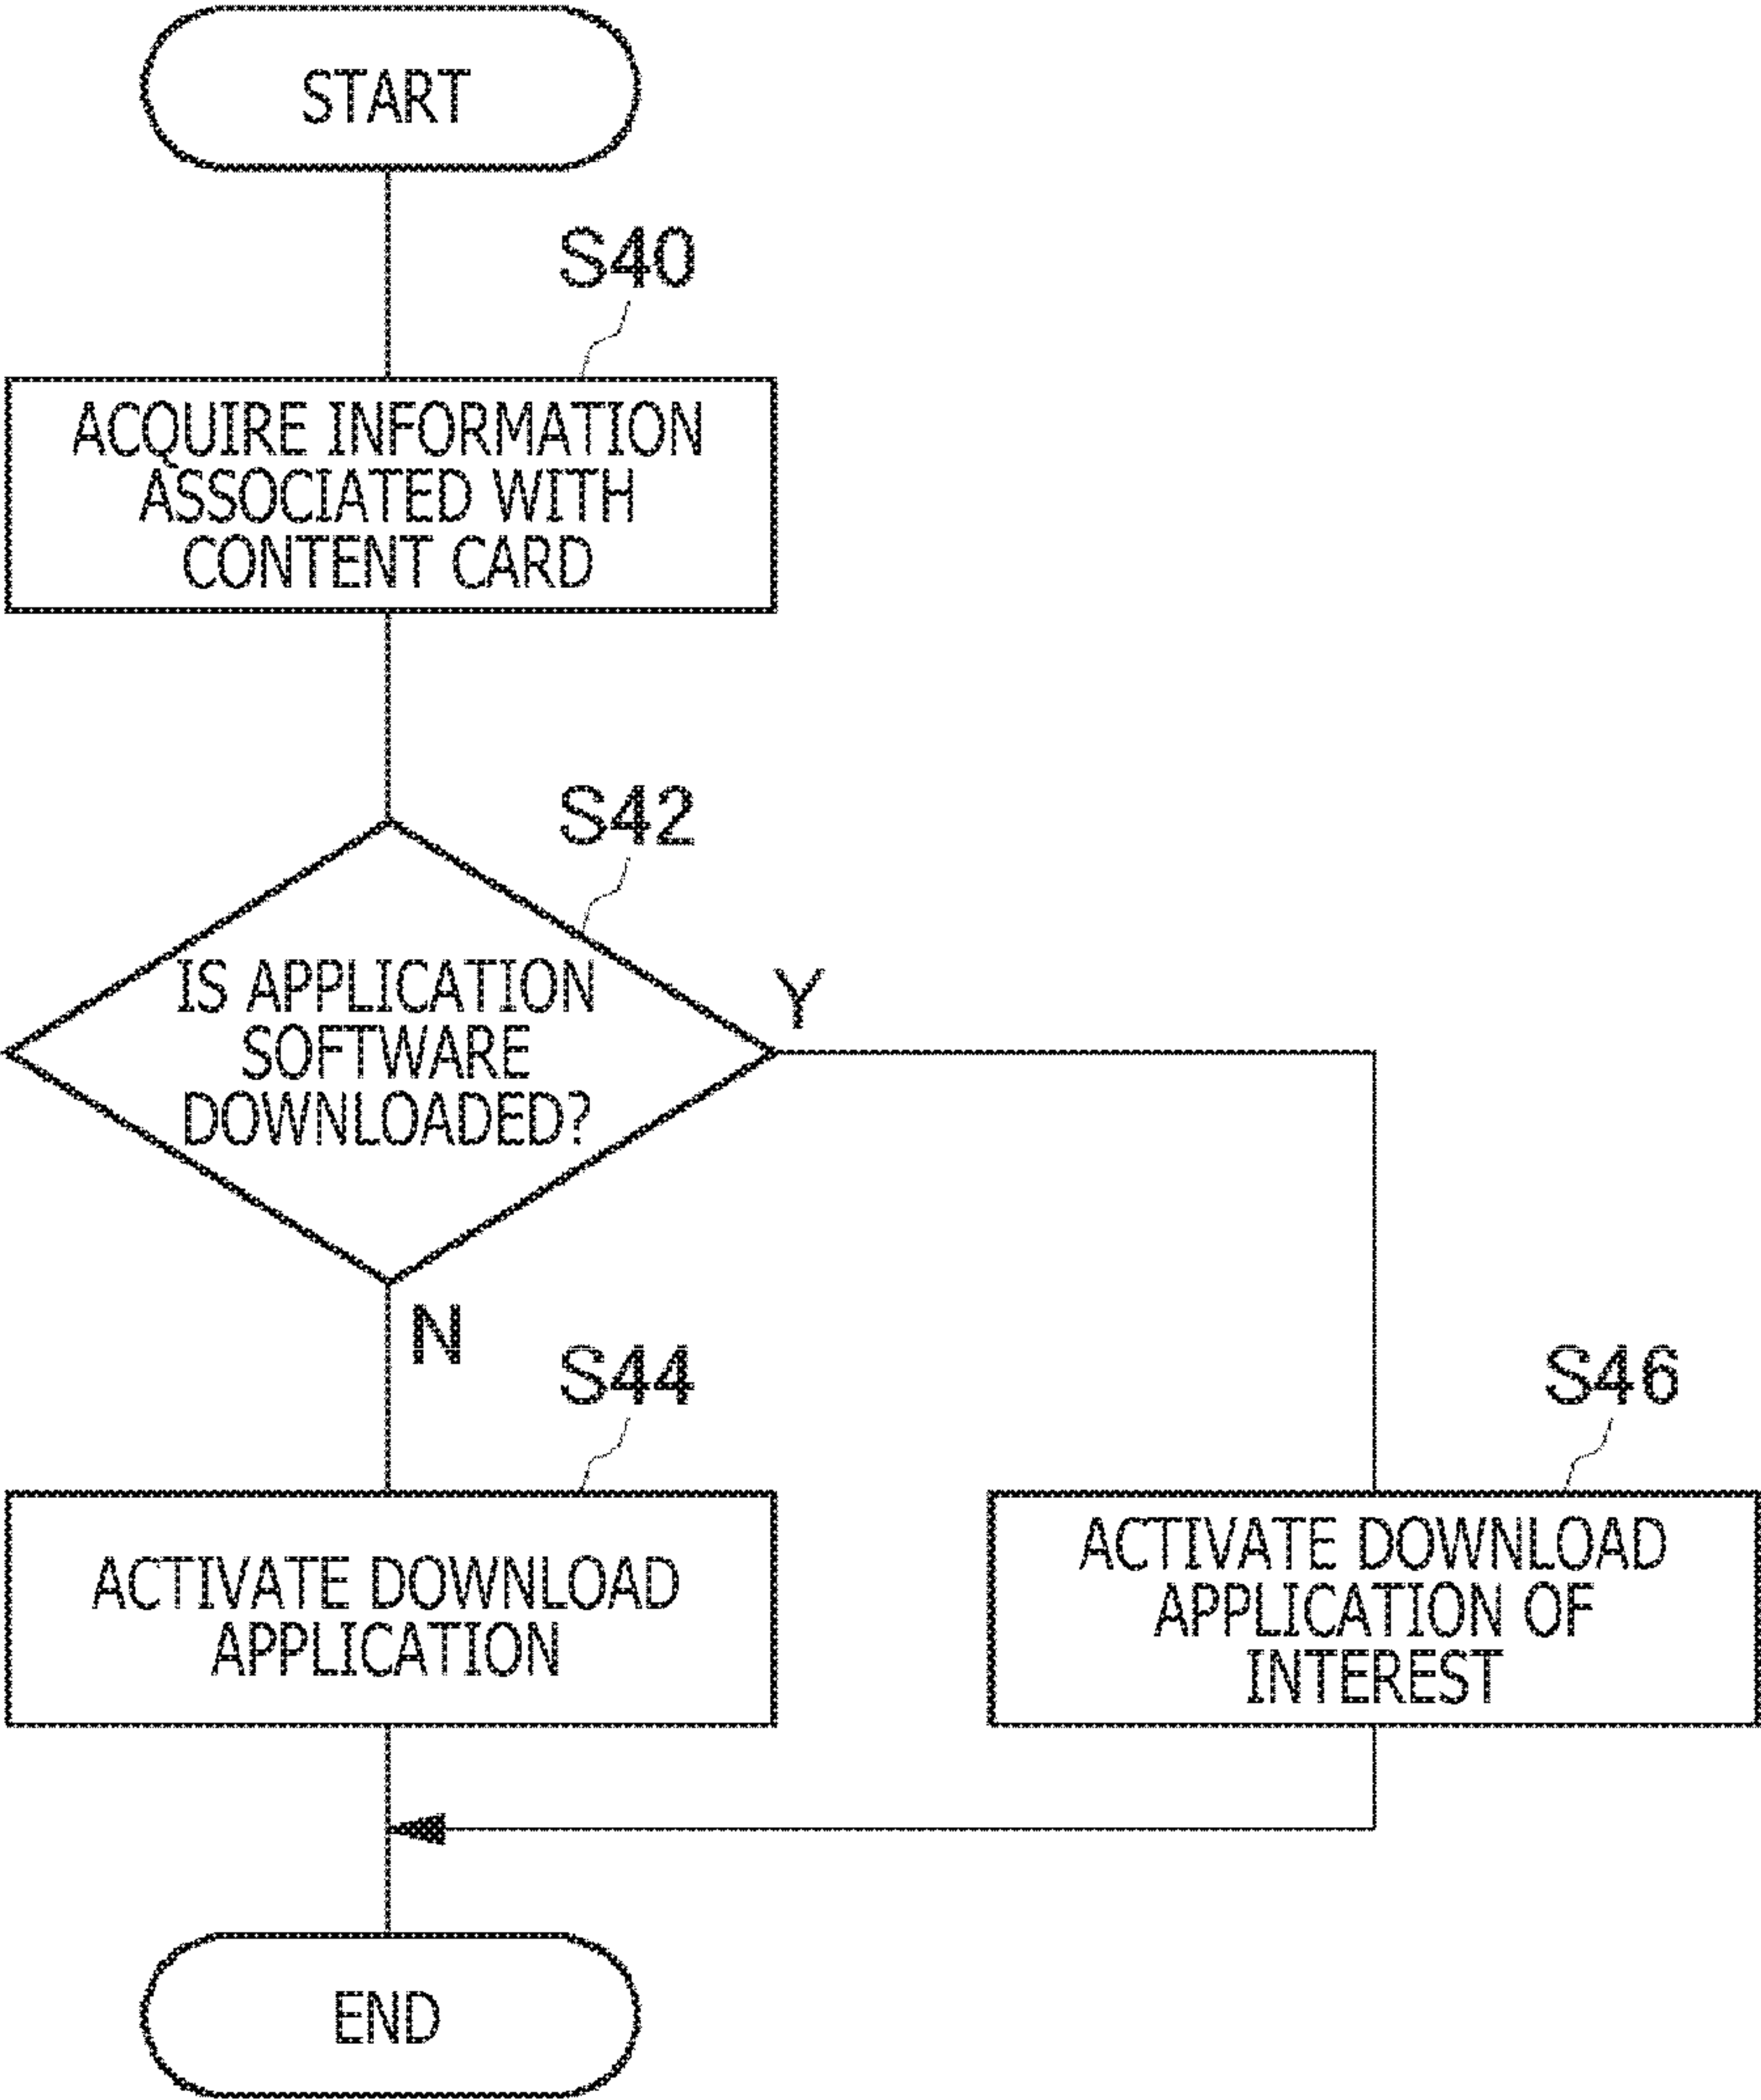 START
S40
ACQUIRE INFORMATION
ASSOCIATED WITH
CONTENT CARD
S42
IS APPLICATION
SOFTWARE
DOWNLOADED?
Y
N
S44
ACTIVATE DOWNLOAD
APPLICATION
S46
ACTIVATE DOWNLOAD
APPLICATION OF
INTEREST
END